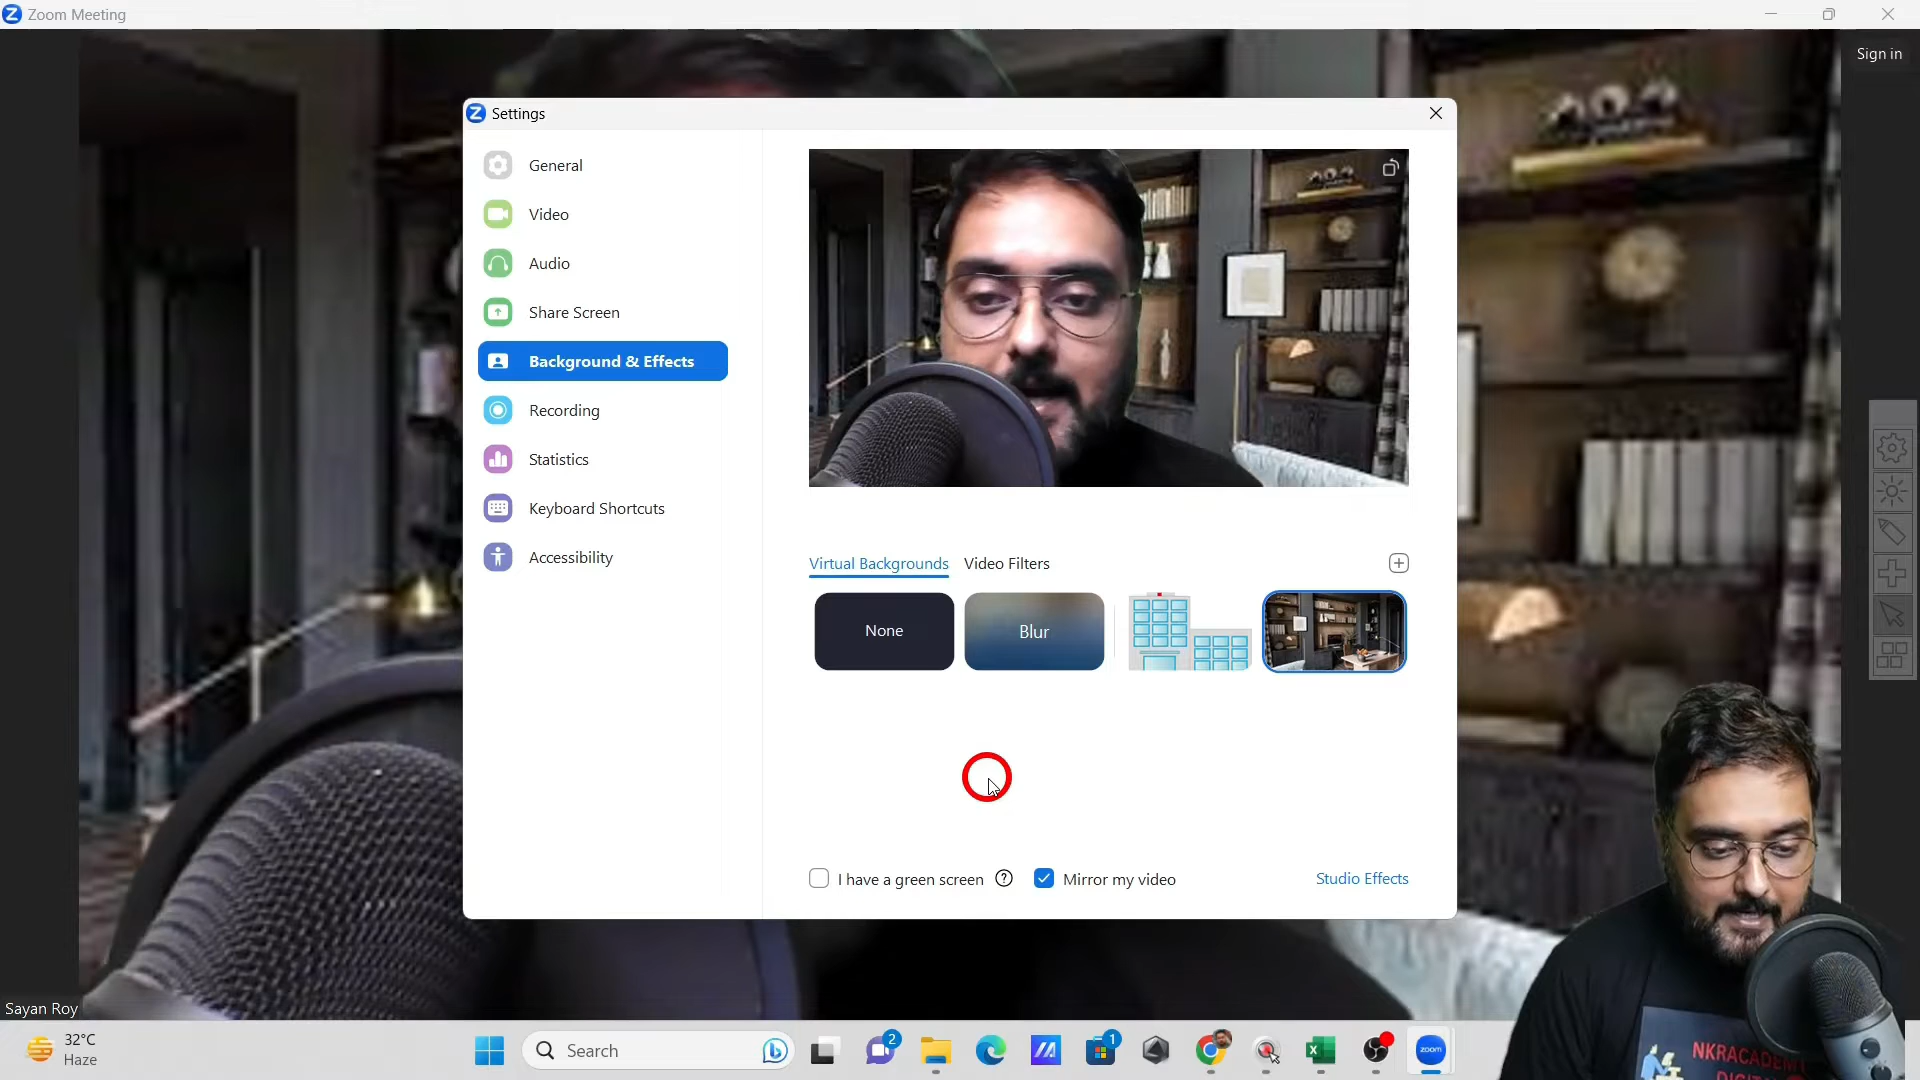 Zoom Meeting
Sign in
Settings
General
Video
Audio
Share Screen
Background & Effects
Recording
Statistics
Keyboard Shortcuts
Accessibility
Virtual Backgrounds Video Filters
None
Blur
I have a green screen
Mirror my video
Studio Effects
Sayan Roy
32°C
Haze
Search
2
1
zoom
NKRACADEM